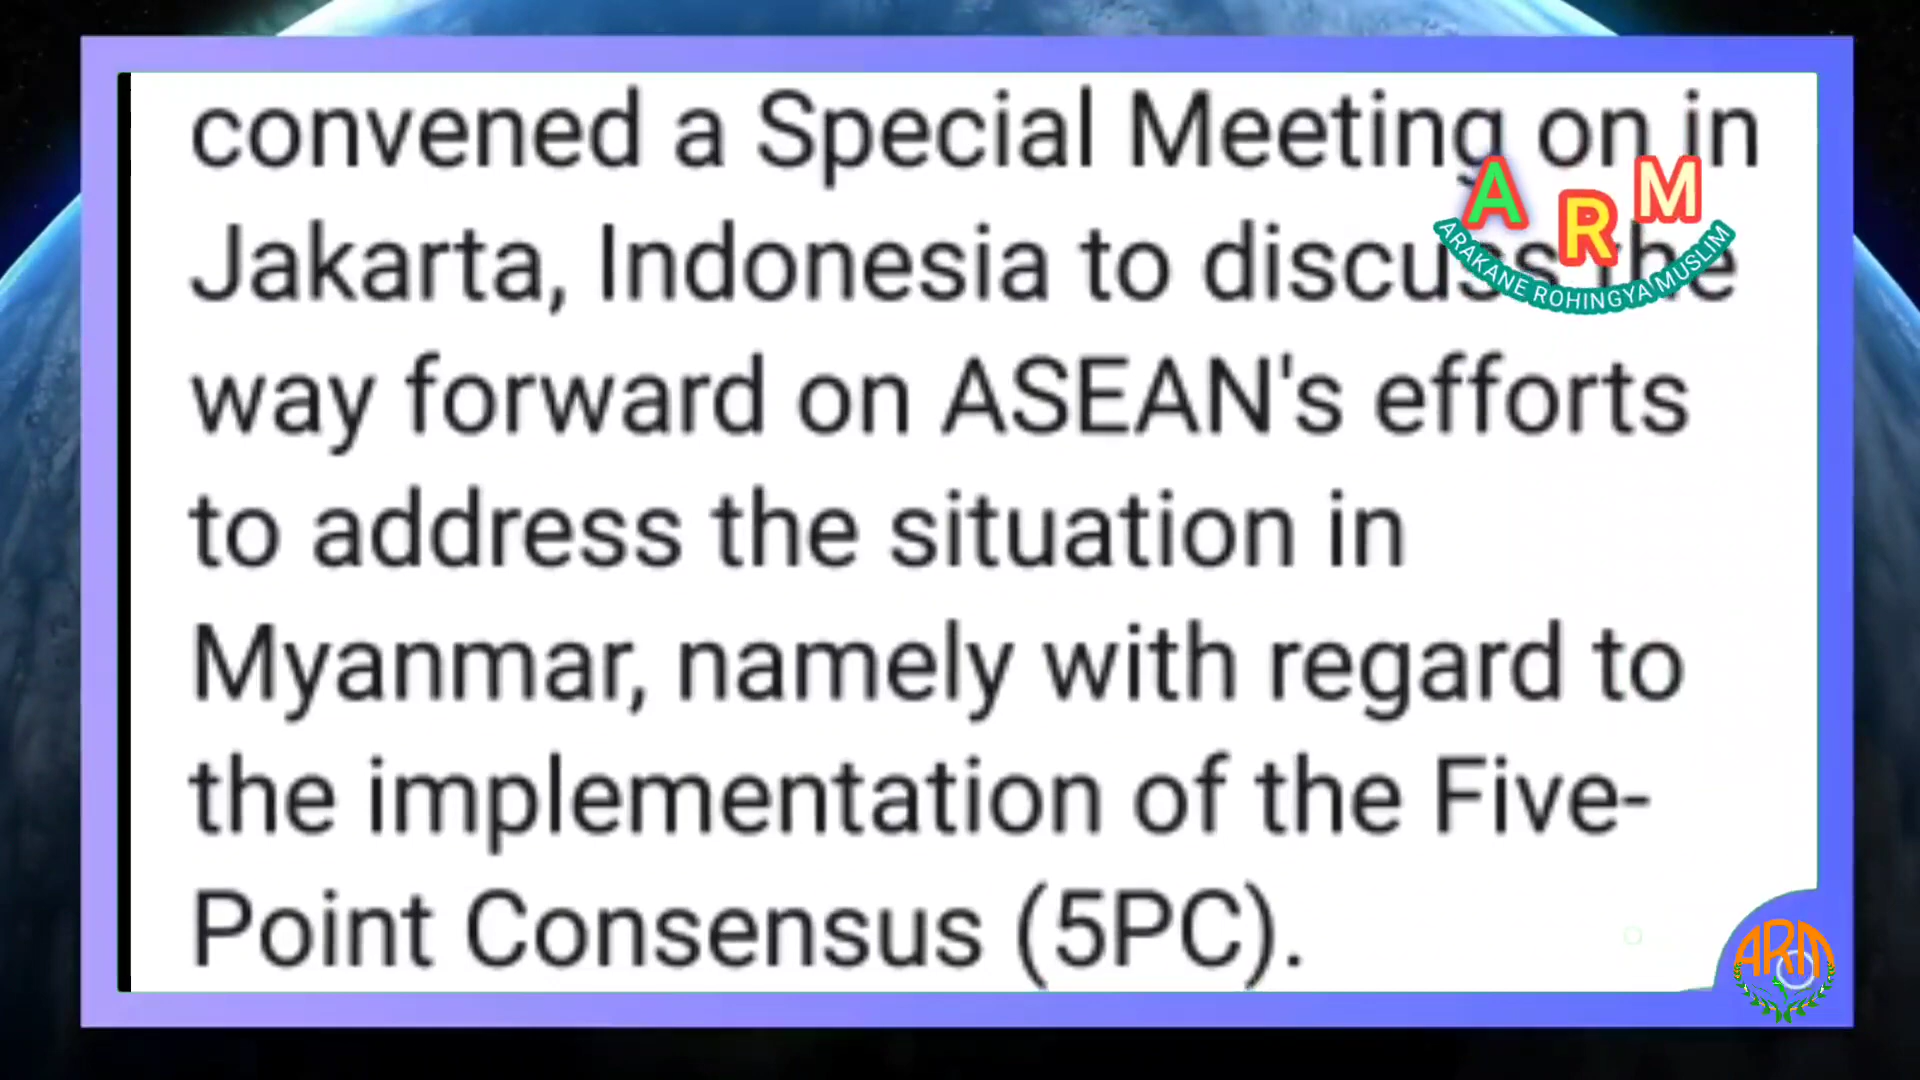 convened a Special Meeting on in
Jakarta, Indonesia to discuss the
way forward on ASEAN's efforts
to address the situation in
Myanmar, namely with regard to
the implementation of the Five-
Point Consensus (5PC).
ARM
ARAKANE ROHINGYA MUSLIM
ARM